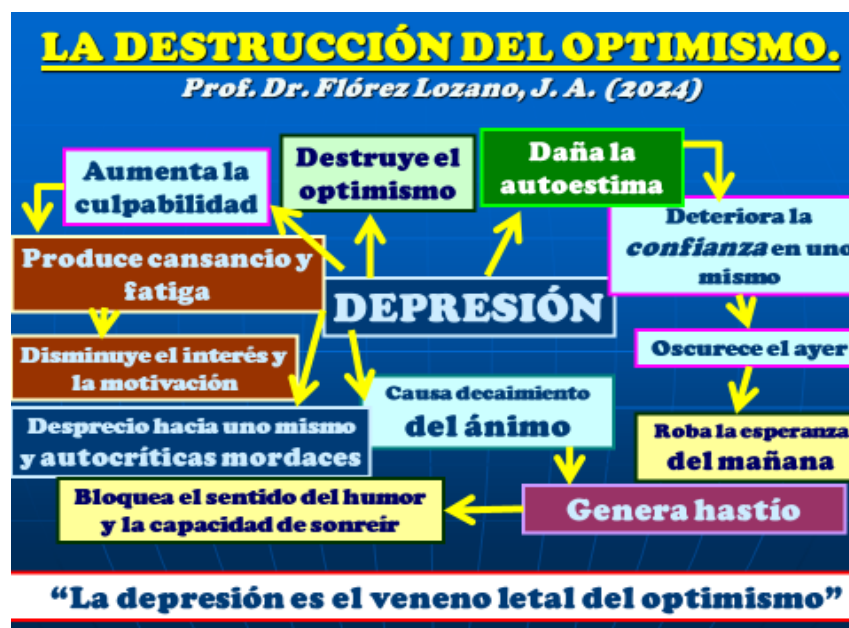 LA DESTRUCCIÓN DEL OPTIMISMO.
Prof. Dr. Flórez Lozano, J. A. (2024)
Aumenta la
culpabilidad
Destruye el
optimismo
Daña la
autoestima
Deteriora la
confianza en uno
mismo
Produce cansancio y
fatiga
DEPRESIÓN
Disminuye el interés y
la motivación
Oscurece el ayer
Causa decaimiento
del ánimo
Desprecio hacia uno mismo
y autocríticas mordaces
Roba la esperanza
del mañana
Bloquea el sentido del humor
y la capacidad de sonreír
Genera hastío
“La depresión es el veneno letal del optimismo”